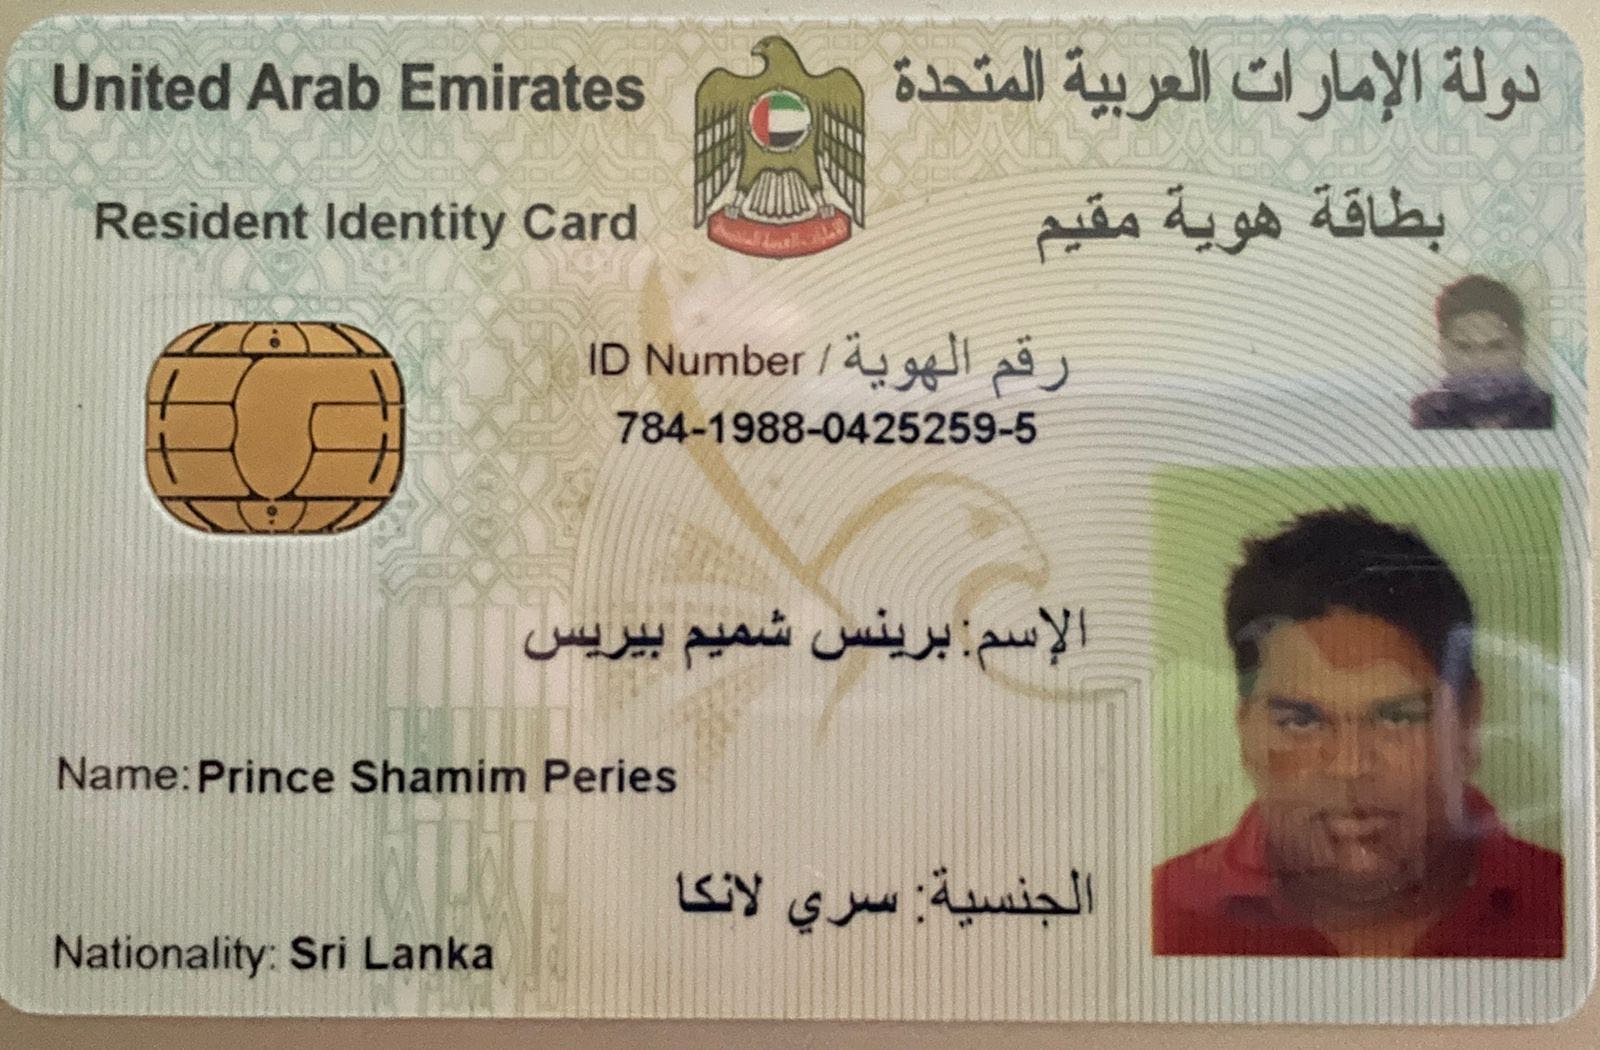 United Arab Emirates
دولة الإمارات العربية المتحدة
Resident Identity Card
بطاقة هوية مقيم
ID Number / رقم الهوية
784-1988-0425259-5
الإسم: برينس شميم بيريس
Name: Prince Shamim Peries
الجنسية: سري لانكا
Nationality: Sri Lanka